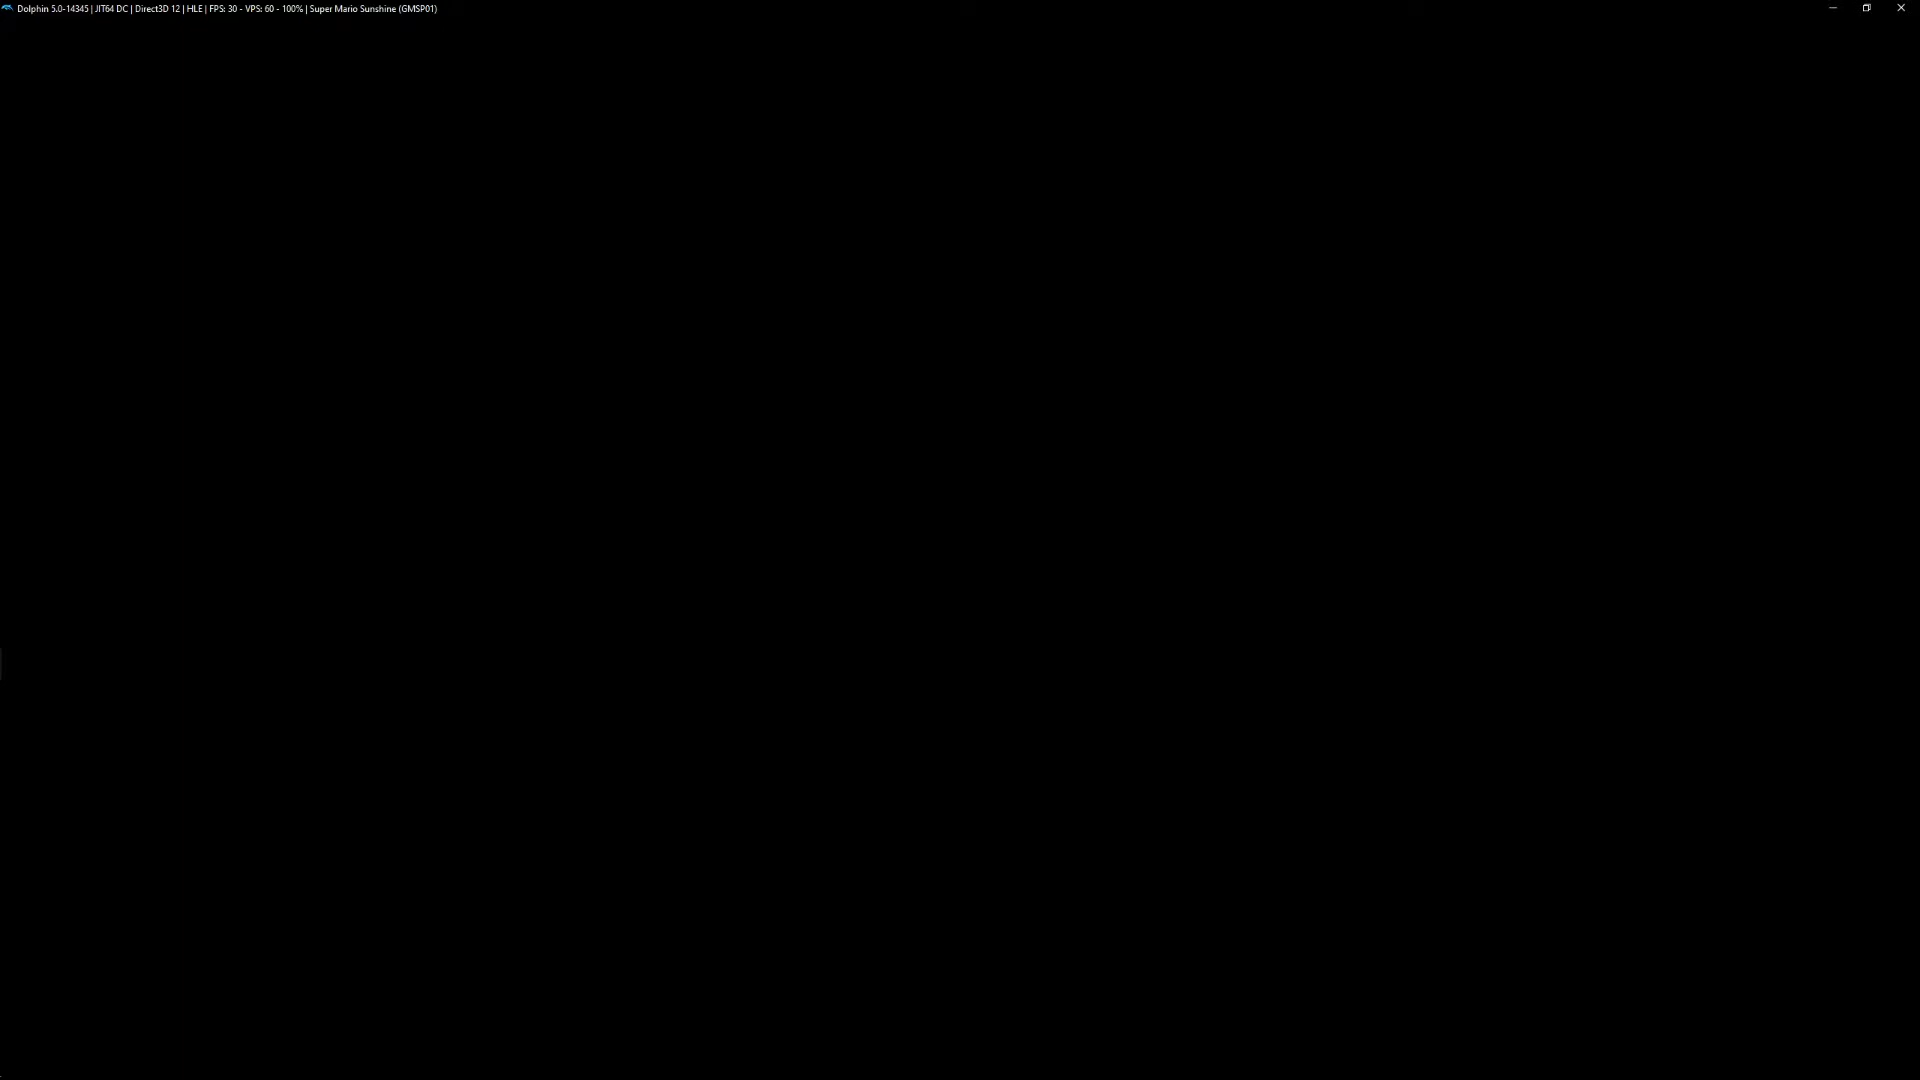 Dolphin 5.0-14345 | JIT64 DC | Direct3D 12 | HLE | FPS: 30 - VPS: 60 - 100% | Super Mario Sunshine (GMSP01)